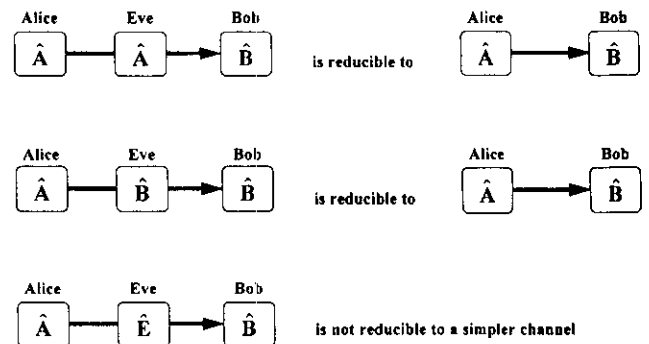 Alice Eve Bob Alice Bob
Â Â B̂ is reducible to Â B̂
Alice Eve Bob Alice Bob
Â B̂ B̂ is reducible to Â B̂
Alice Eve Bob
Â Ê B̂ is not reducible to a simpler channel